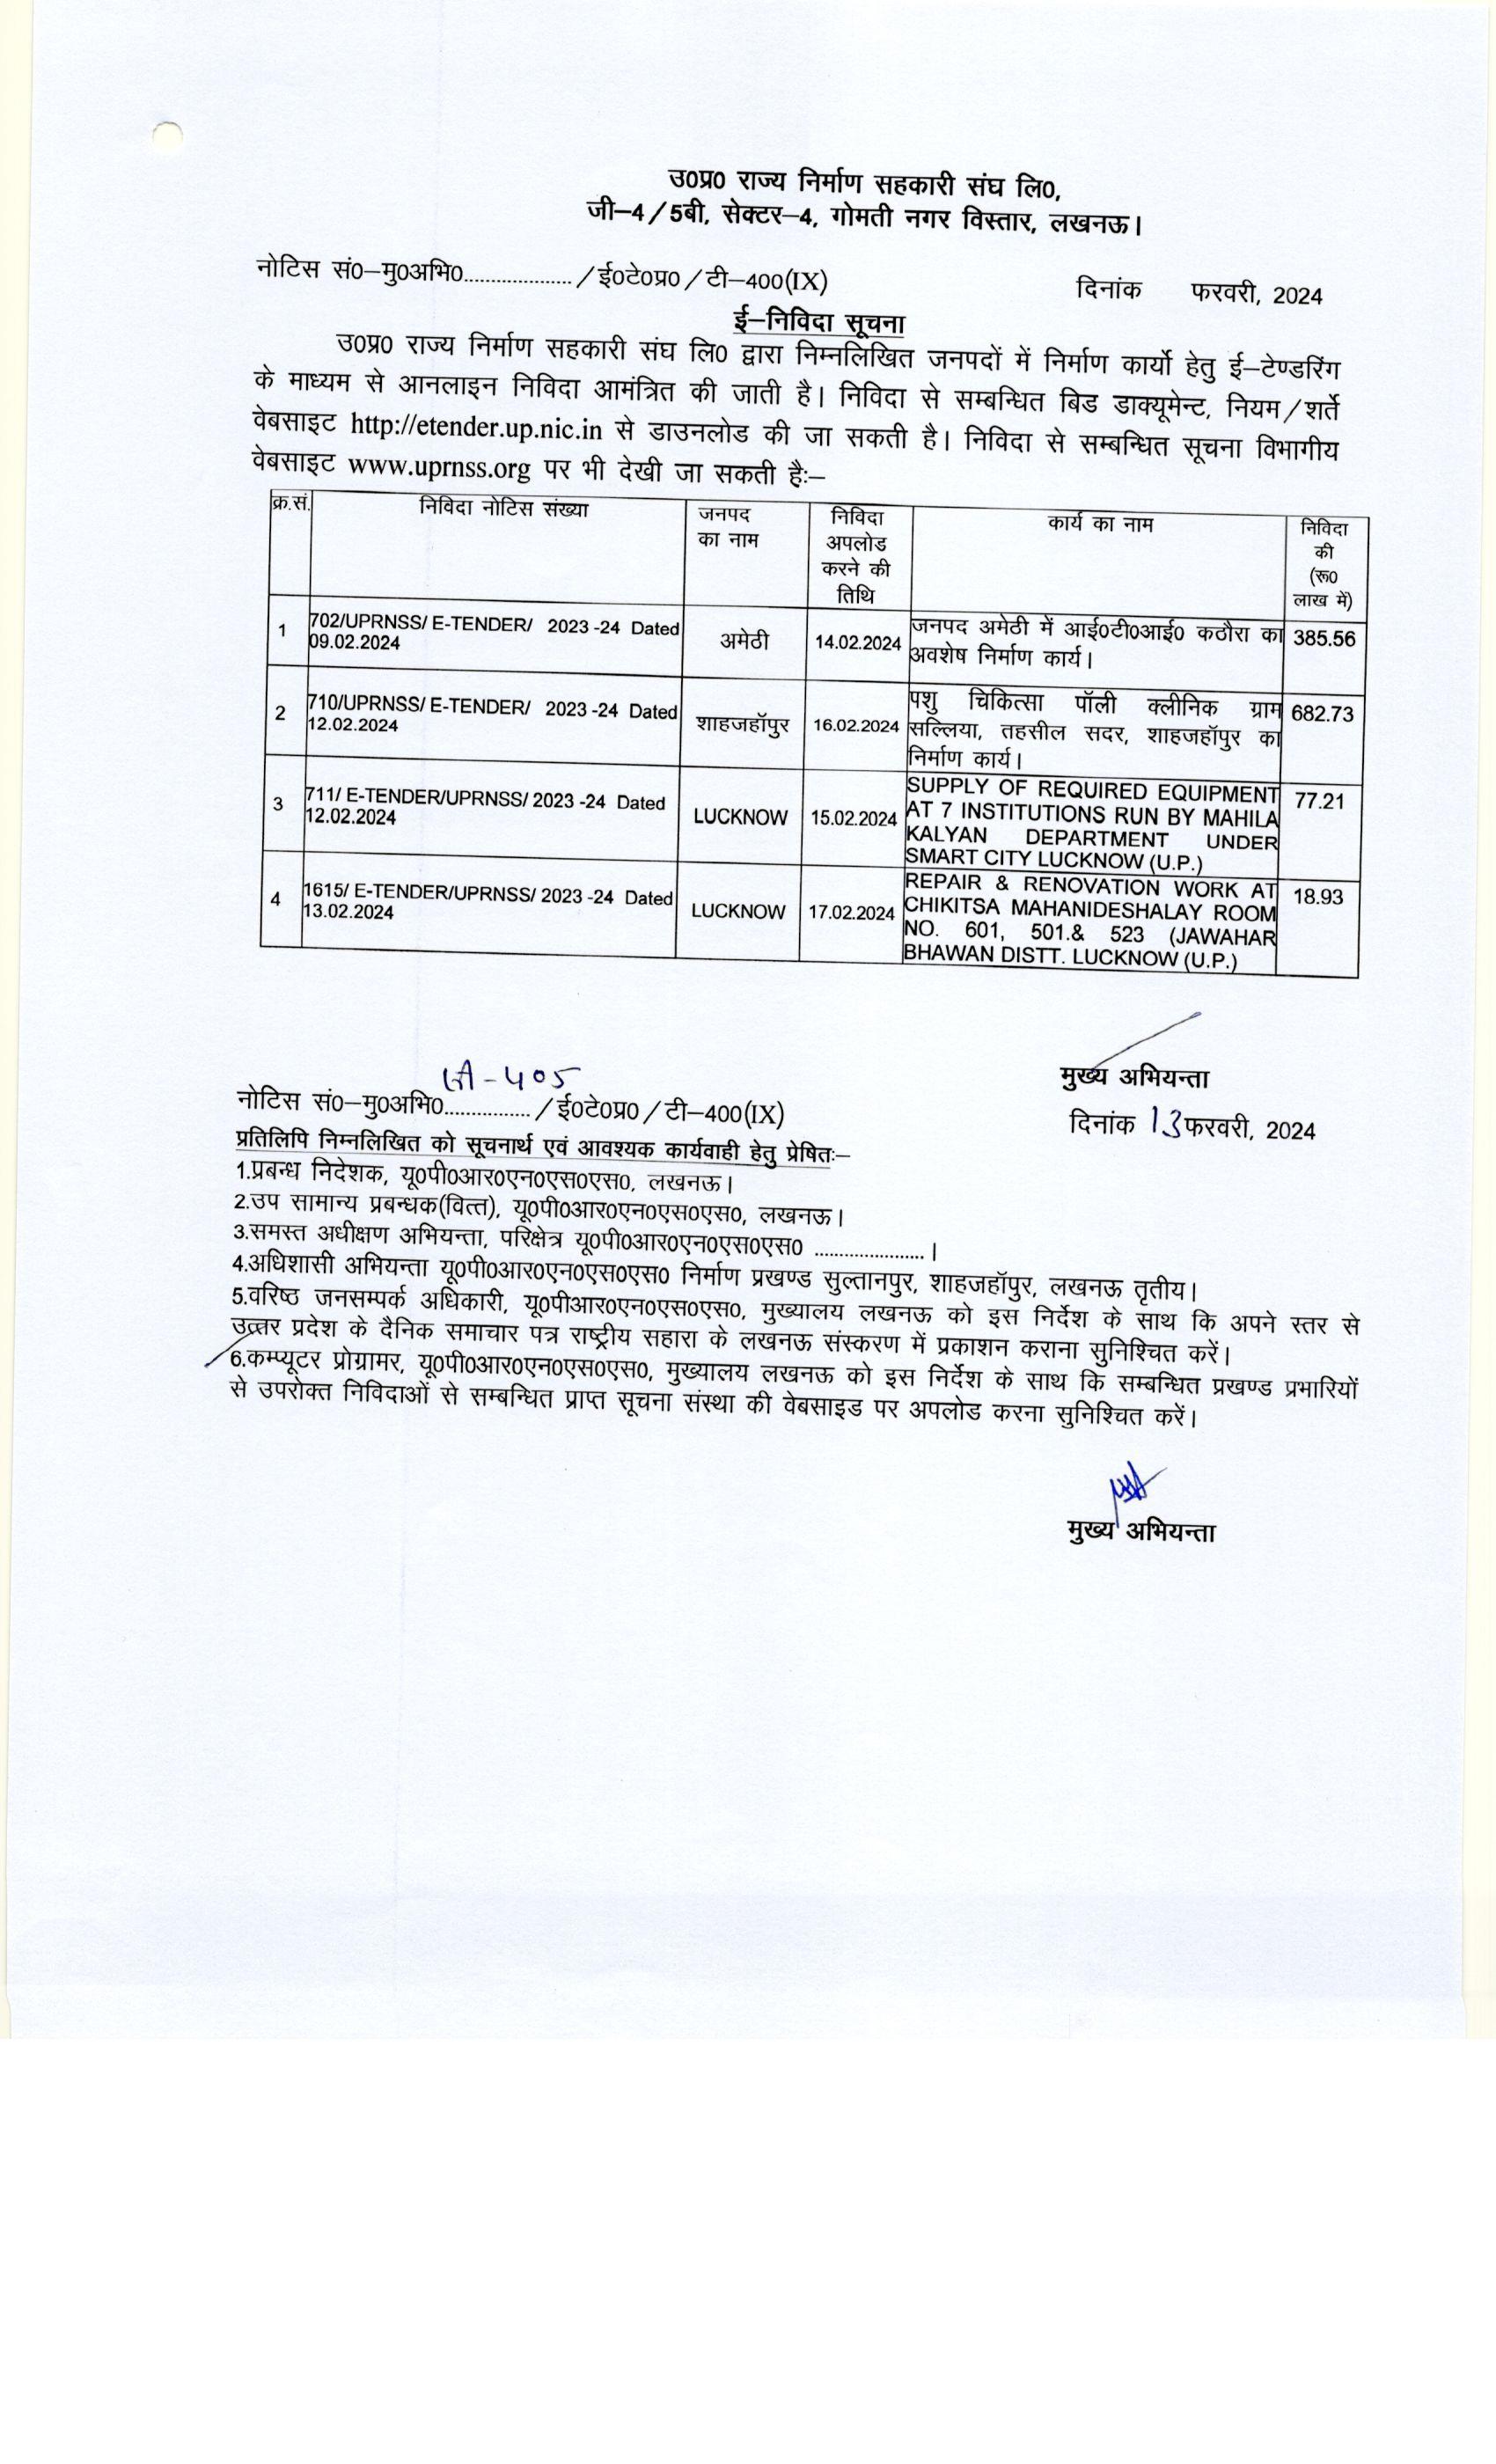 उ0प्र0 राज्य निर्माण सहकारी संघ लि0,
जी–4/5बी, सेक्टर–4, गोमती नगर विस्तार, लखनऊ।
नोटिस सं0–मु0अभि0................... /ई0टे0प्र0/टी–400(IX) दिनांक फरवरी, 2024
ई–निविदा सूचना
उ0प्र0 राज्य निर्माण सहकारी संघ लि0 द्वारा निम्नलिखित जनपदों में निर्माण कार्यो हेतु ई–टेण्डरिंग
के माध्यम से आनलाइन निविदा आमंत्रित की जाती है। निविदा से सम्बन्धित बिड डाक्यूमेन्ट, नियम/शर्ते
वेबसाइट http://etender.up.nic.in से डाउनलोड की जा सकती है। निविदा से सम्बन्धित सूचना विभागीय
वेबसाइट www.uprnss.org पर भी देखी जा सकती हैः–
क्र.सं. निविदा नोटिस संख्या जनपद का नाम निविदा अपलोड करने की तिथि कार्य का नाम निविदा की (रू0 लाख में)
1 702/UPRNSS/ E-TENDER/ 2023 -24 Dated 09.02.2024 अमेठी 14.02.2024 जनपद अमेठी में आई0टी0आई0 कठौरा का अवशेष निर्माण कार्य। 385.56
2 710/UPRNSS/ E-TENDER/ 2023 -24 Dated 12.02.2024 शाहजहॉपुर 16.02.2024 पशु चिकित्सा पॉली क्लीनिक ग्राम सल्लिया, तहसील सदर, शाहजहॉपुर का निर्माण कार्य। 682.73
3 711/ E-TENDER/UPRNSS/ 2023 -24 Dated 12.02.2024 LUCKNOW 15.02.2024 SUPPLY OF REQUIRED EQUIPMENT AT 7 INSTITUTIONS RUN BY MAHILA KALYAN DEPARTMENT UNDER SMART CITY LUCKNOW (U.P.) 77.21
4 1615/ E-TENDER/UPRNSS/ 2023 -24 Dated 13.02.2024 LUCKNOW 17.02.2024 REPAIR & RENOVATION WORK AT CHIKITSA MAHANIDESHALAY ROOM NO. 601, 501.& 523 (JAWAHAR BHAWAN DISTT. LUCKNOW (U.P.) 18.93
मुख्य अभियन्ता
405
नोटिस सं0–मु0अभि0............... /ई0टे0प्र0/टी–400(IX) दिनांक 13 फरवरी, 2024
प्रतिलिपि निम्नलिखित को सूचनार्थ एवं आवश्यक कार्यवाही हेतु प्रेषितः–
1.प्रबन्ध निदेशक, यू0पी0आर0एन0एस0एस0, लखनऊ।
2.उप सामान्य प्रबन्धक(वित्त), यू0पी0आर0एन0एस0एस0, लखनऊ।
3.समस्त अधीक्षण अभियन्ता, परिक्षेत्र यू0पी0आर0एन0एस0एस0 ...................... ।
4.अधिशासी अभियन्ता यू0पी0आर0एन0एस0एस0 निर्माण प्रखण्ड सुल्तानपुर, शाहजहॉपुर, लखनऊ तृतीय।
5.वरिष्ठ जनसम्पर्क अधिकारी, यू0पीआर0एन0एस0एस0, मुख्यालय लखनऊ को इस निर्देश के साथ कि अपने स्तर से
उत्तर प्रदेश के दैनिक समाचार पत्र राष्ट्रीय सहारा के लखनऊ संस्करण में प्रकाशन कराना सुनिश्चित करें।
6.कम्प्यूटर प्रोग्रामर, यू0पी0आर0एन0एस0एस0, मुख्यालय लखनऊ को इस निर्देश के साथ कि सम्बन्धित प्रखण्ड प्रभारियों
से उपरोक्त निविदाओं से सम्बन्धित प्राप्त सूचना संस्था की वेबसाइड पर अपलोड करना सुनिश्चित करें।
मुख्य अभियन्ता